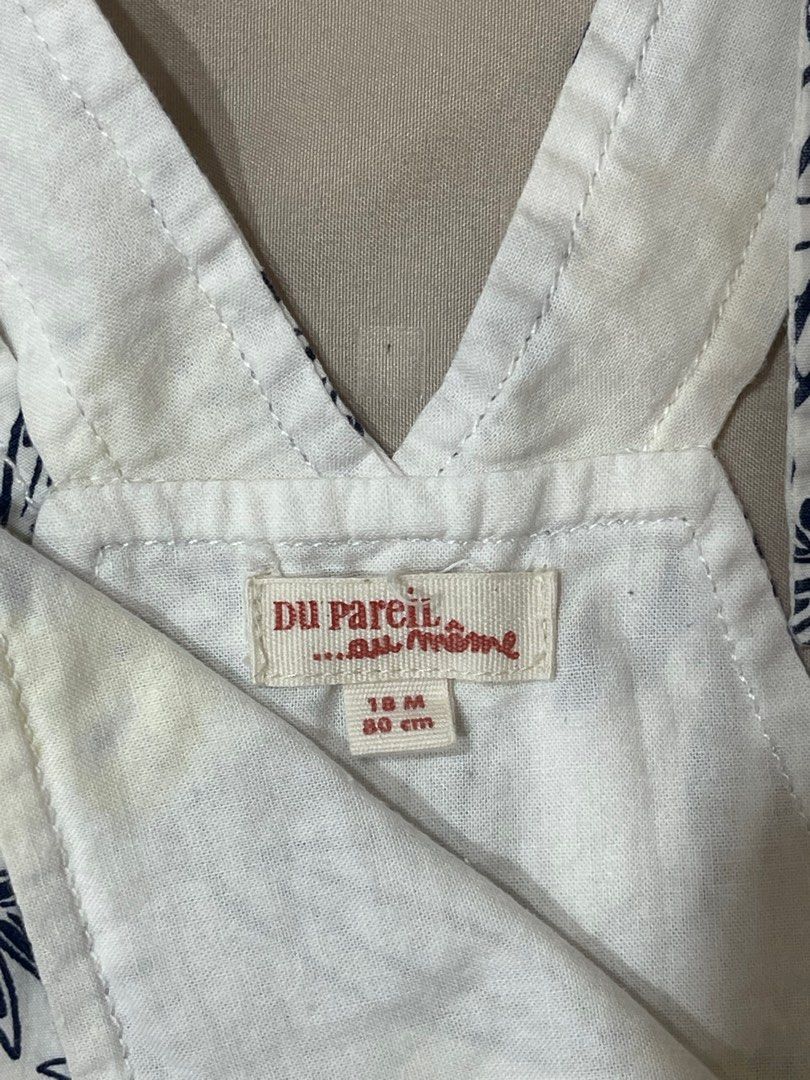 DU PAREIL
...au même
18 M
80 cm